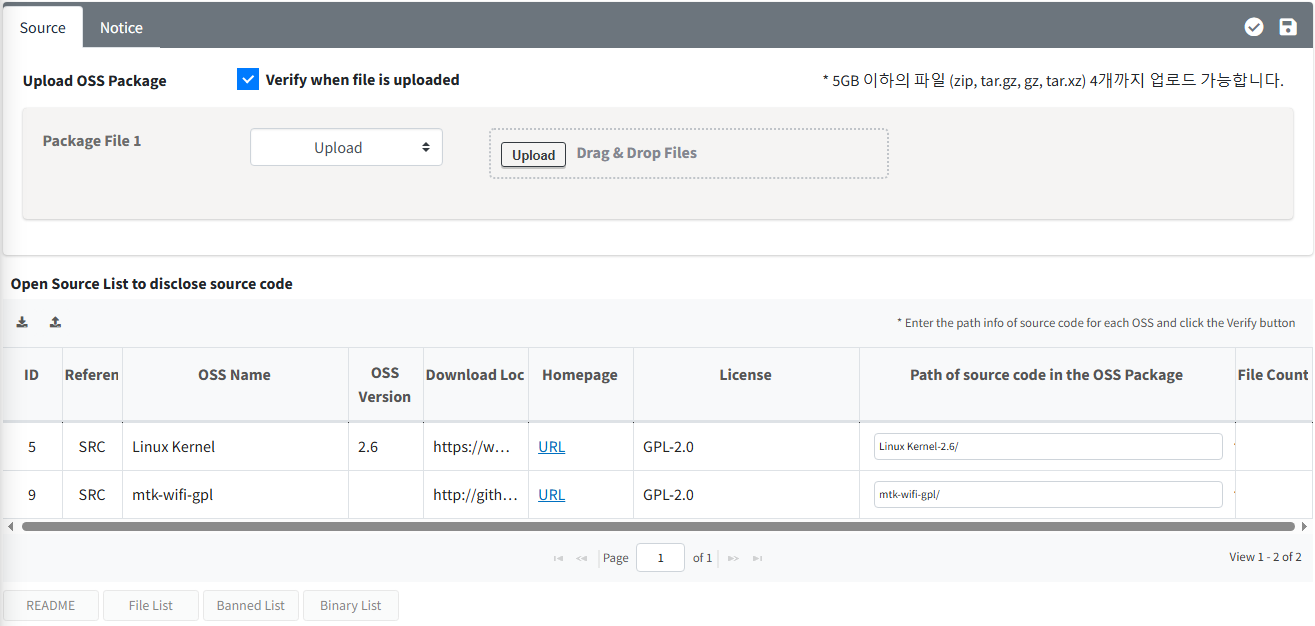 Source Notice
Upload OSS Package Verify when file is uploaded * 5GB 이하의 파일 (zip, tar.gz, gz, tar.xz) 4개까지 업로드 가능합니다.
Package File 1 Upload Upload Drag & Drop Files
Open Source List to disclose source code
* Enter the path info of source code for each OSS and click the Verify button
ID Referen OSS Name OSS Version Download Loc Homepage License Path of source code in the OSS Package File Count
5 SRC Linux Kernel 2.6 https://w... URL GPL-2.0 Linux Kernel-2.6/
9 SRC mtk-wifi-gpl http://gith... URL GPL-2.0 mtk-wifi-gpl/
Page 1 of 1 View 1 - 2 of 2
README File List Banned List Binary List